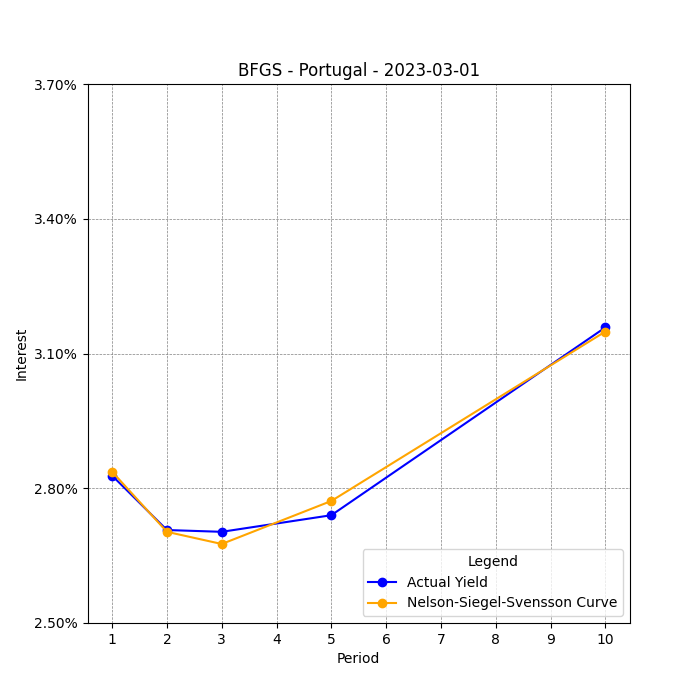 BFGS - Portugal - 2023-03-01
3.70%
3.40%
3.10%
2.80%
2.50%
Interest
1 2 3 4 5 6 7 8 9 10
Period
Legend
Actual Yield
Nelson-Siegel-Svensson Curve